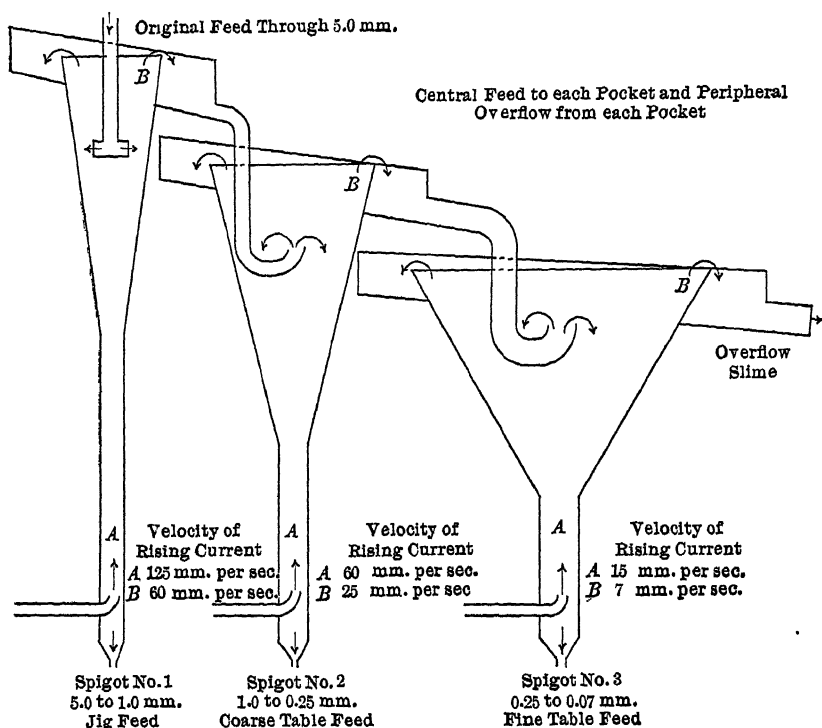 Original Feed Through 5.0 mm.
B
Central Feed to each Pocket and Peripheral
Overflow from each Pocket
B
B
Overflow
Slime
A
Velocity of
Rising Current
A 125 mm. per sec.
B 60 mm. per sec.
A
Velocity of
Rising Current
A 60 mm. per sec.
B 25 mm. per sec
A
Velocity of
Rising Current
A 15 mm. per sec.
B 7 mm. per sec.
Spigot No. 1
5.0 to 1.0 mm.
Jig Feed
Spigot No. 2
1.0 to 0.25 mm.
Coarse Table Feed
Spigot No. 3
0.25 to 0.07 mm.
Fine Table Feed